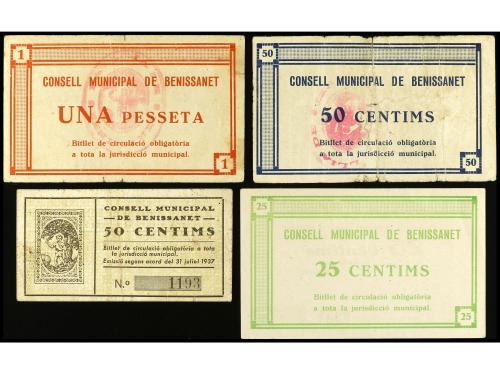 1
CONSELL MUNICIPAL DE BENISSANET
UNA PESSETA
Bitllet de circulació obligatòria
a tota la jurisdicció municipal.
1
50
CONSELL MUNICIPAL DE BENISSANET
50 CENTIMS
Bitllet de circulació obligatòria
a tota la jurisdicció municipal.
50
CONSELL MUNICIPAL
DE BENISSANET
50 CENTIMS
Bitllet de circulació obligatòria a tota
la jurisdicció municipal.
Emissió segons acord del 31 juliol 1937
N.º 1193
25
CONSELL MUNICIPAL DE BENISSANET
25 CENTIMS
Bitllet de circulació obligatòria
a tota la jurisdicció municipal.
25